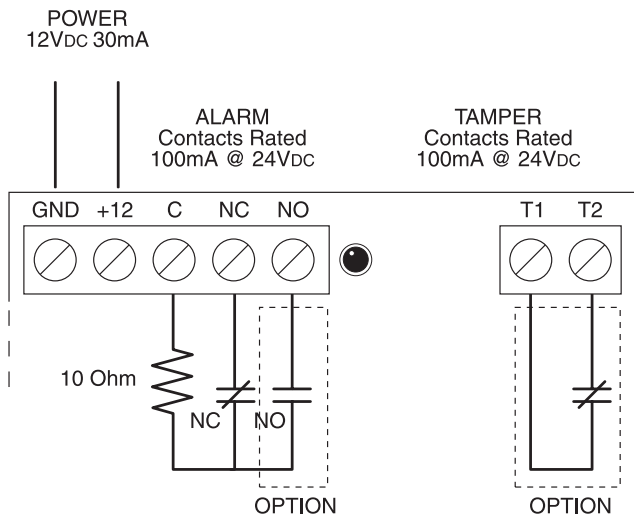 POWER
12VDC 30mA
ALARM
Contacts Rated
100mA @ 24VDC
TAMPER
Contacts Rated
100mA @ 24VDC
GND +12 C NC NO
T1 T2
10 Ohm
NC NO
OPTION
OPTION